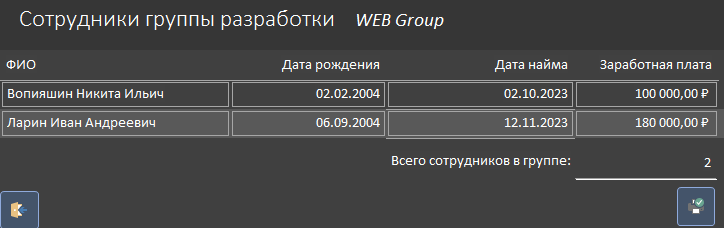 Сотрудники группы разработки WEB Group
ФИО Дата рождения Дата найма Заработная плата
Вопияшин Никита Ильич 02.02.2004 02.10.2023 100 000,00 ₽
Ларин Иван Андреевич 06.09.2004 12.11.2023 180 000,00 ₽
Всего сотрудников в группе: 2